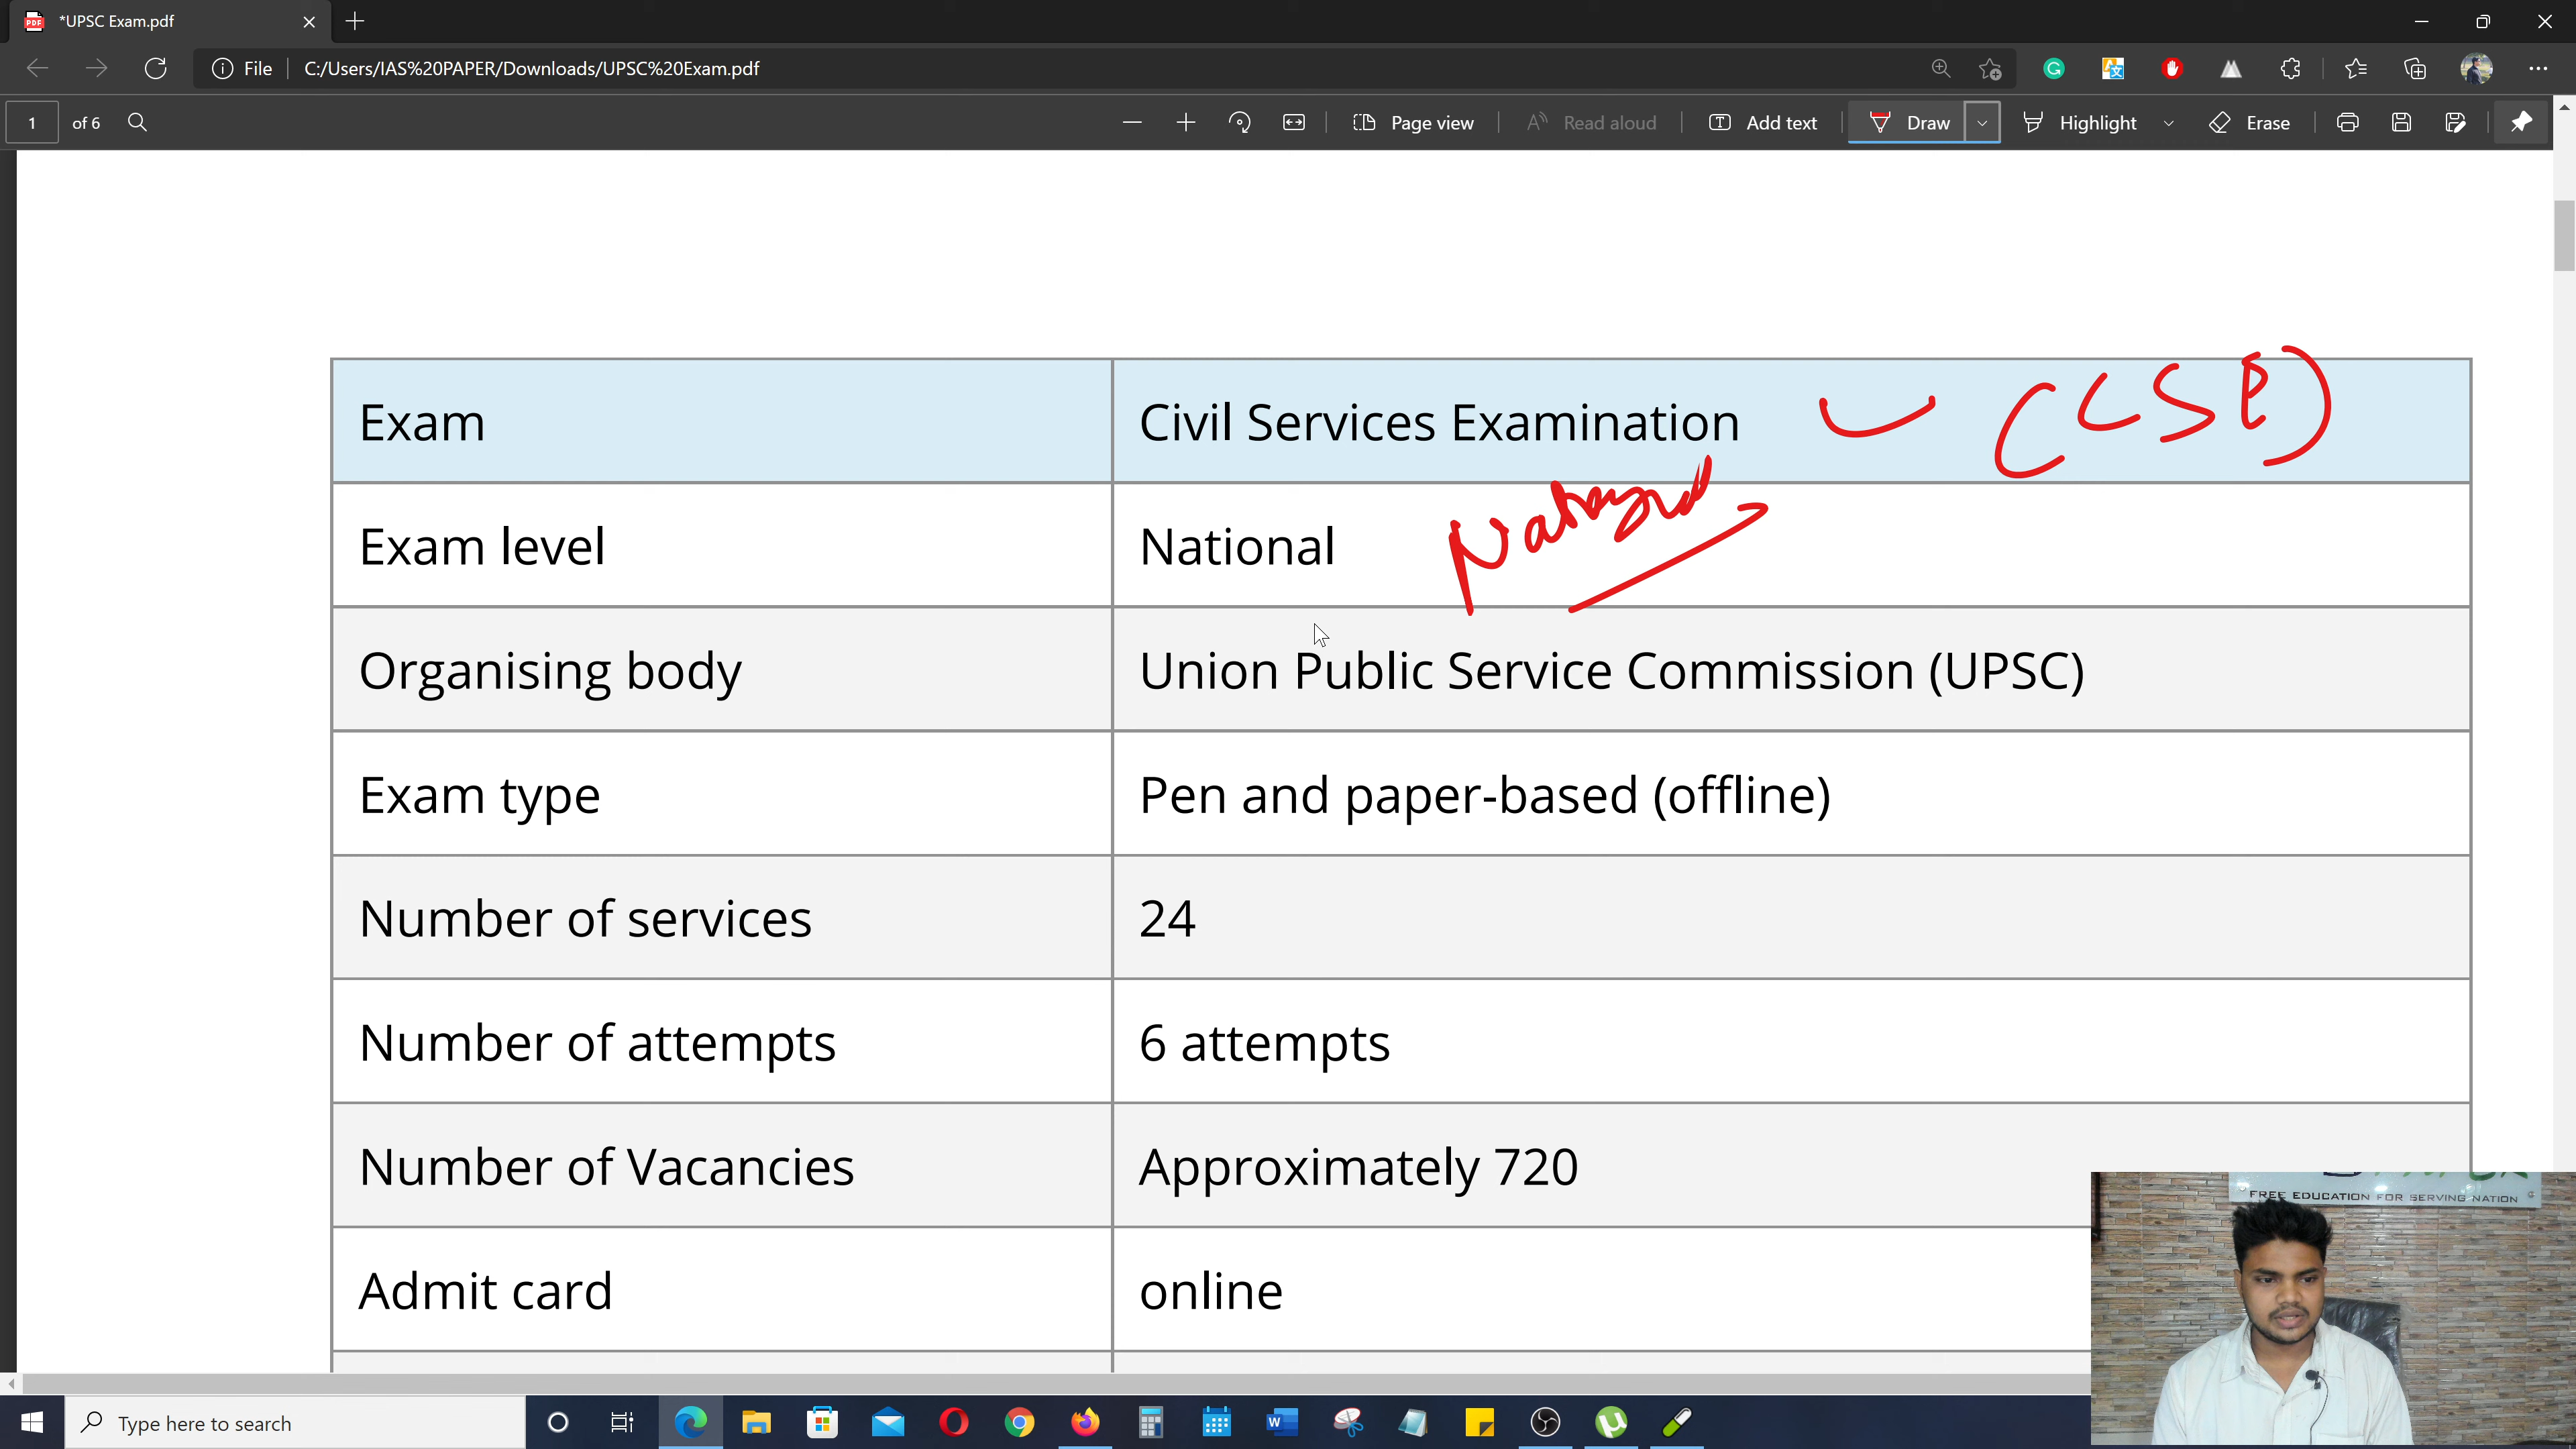 *UPSC Exam.pdf
File C:/Users/IAS%20PAPER/Downloads/UPSC%20Exam.pdf
1 of 6 Page view Read aloud Add text Draw Highlight Erase
Exam Civil Services Examination (CSE)
Exam level National National
Organising body Union Public Service Commission (UPSC)
Exam type Pen and paper-based (offline)
Number of services 24
Number of attempts 6 attempts
Number of Vacancies Approximately 720
FREE EDUCATION FOR SERVING NATION
Admit card online
Type here to search